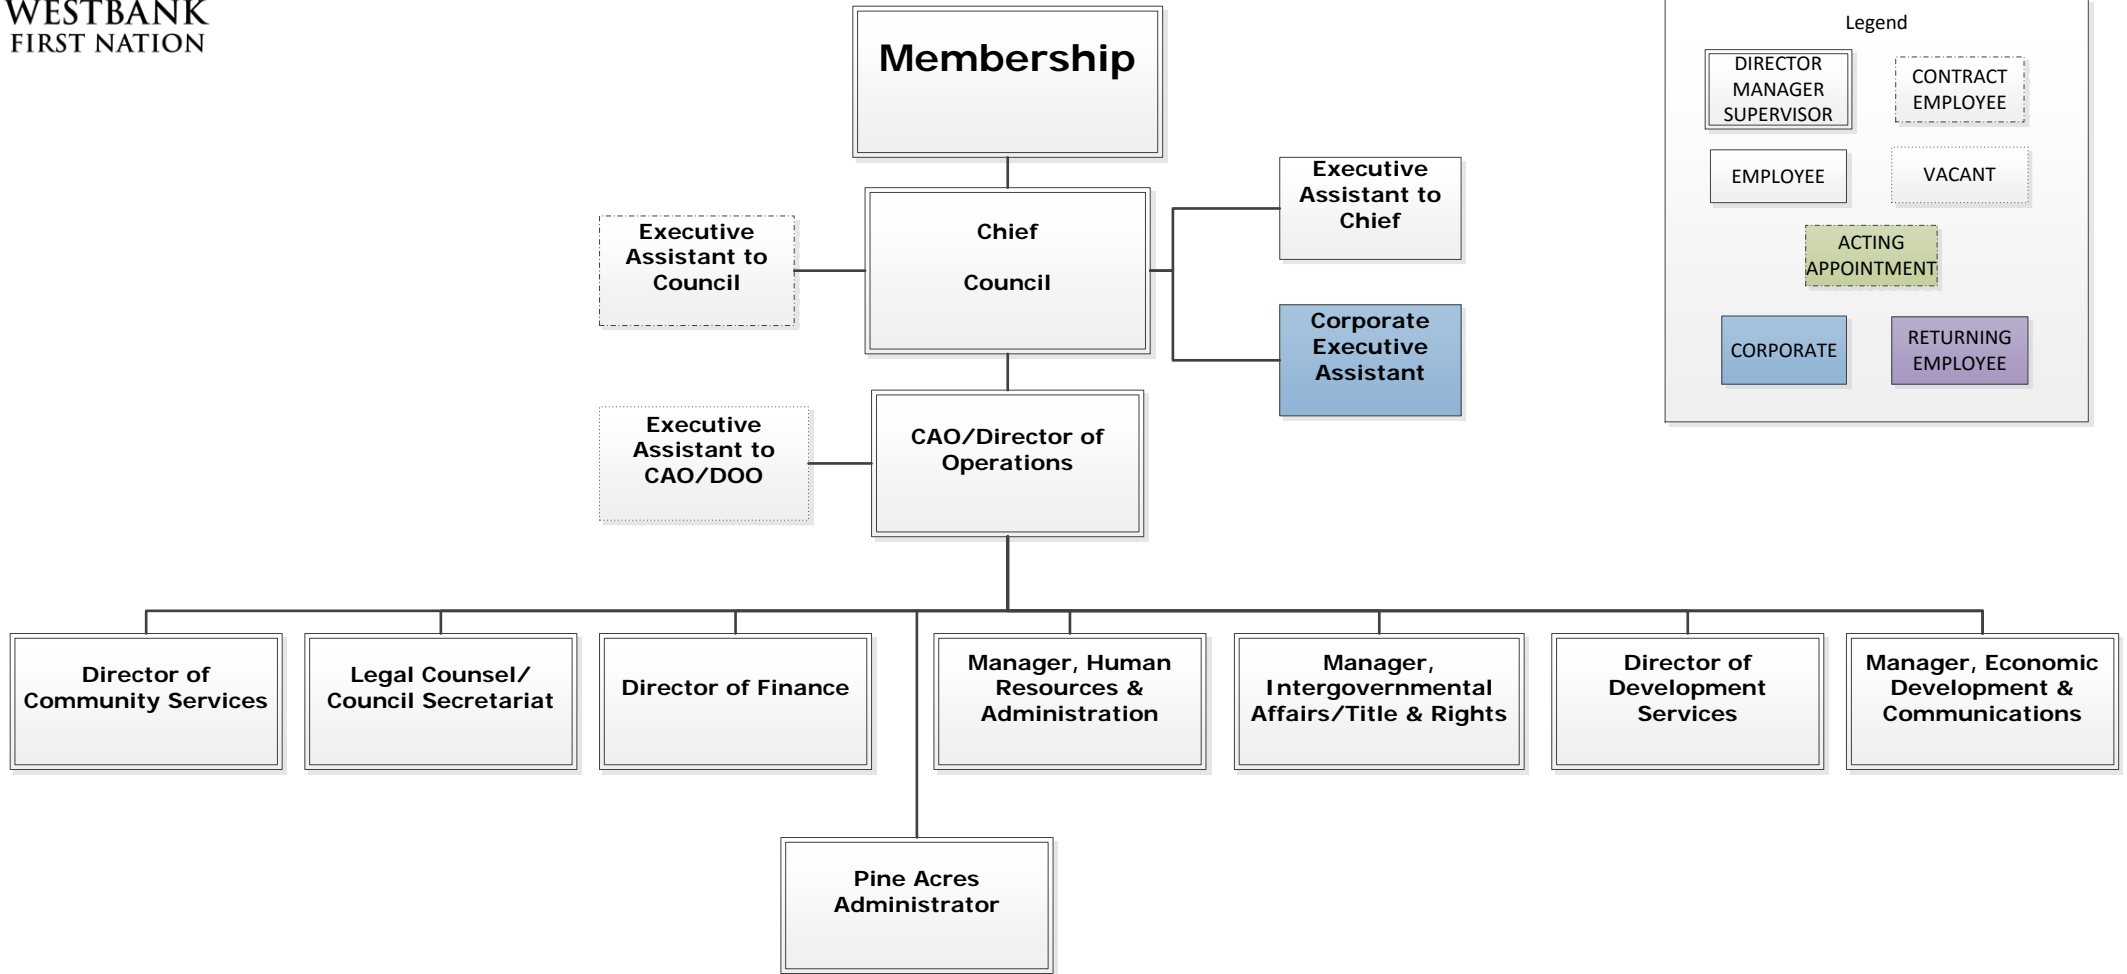 WESTBANK
FIRST NATION
Membership
Legend
DIRECTOR
MANAGER
SUPERVISOR
CONTRACT
EMPLOYEE
EMPLOYEE
VACANT
ACTING
APPOINTMENT
CORPORATE
RETURNING
EMPLOYEE
Executive
Assistant to
Council
Chief
Council
Executive
Assistant to
Chief
Corporate
Executive
Assistant
Executive
Assistant to
CAO/DOO
CAO/Director of
Operations
Director of
Community Services
Legal Counsel/
Council Secretariat
Director of Finance
Manager, Human
Resources &
Administration
Manager,
Intergovernmental
Affairs/Title & Rights
Director of
Development
Services
Manager, Economic
Development &
Communications
Pine Acres
Administrator